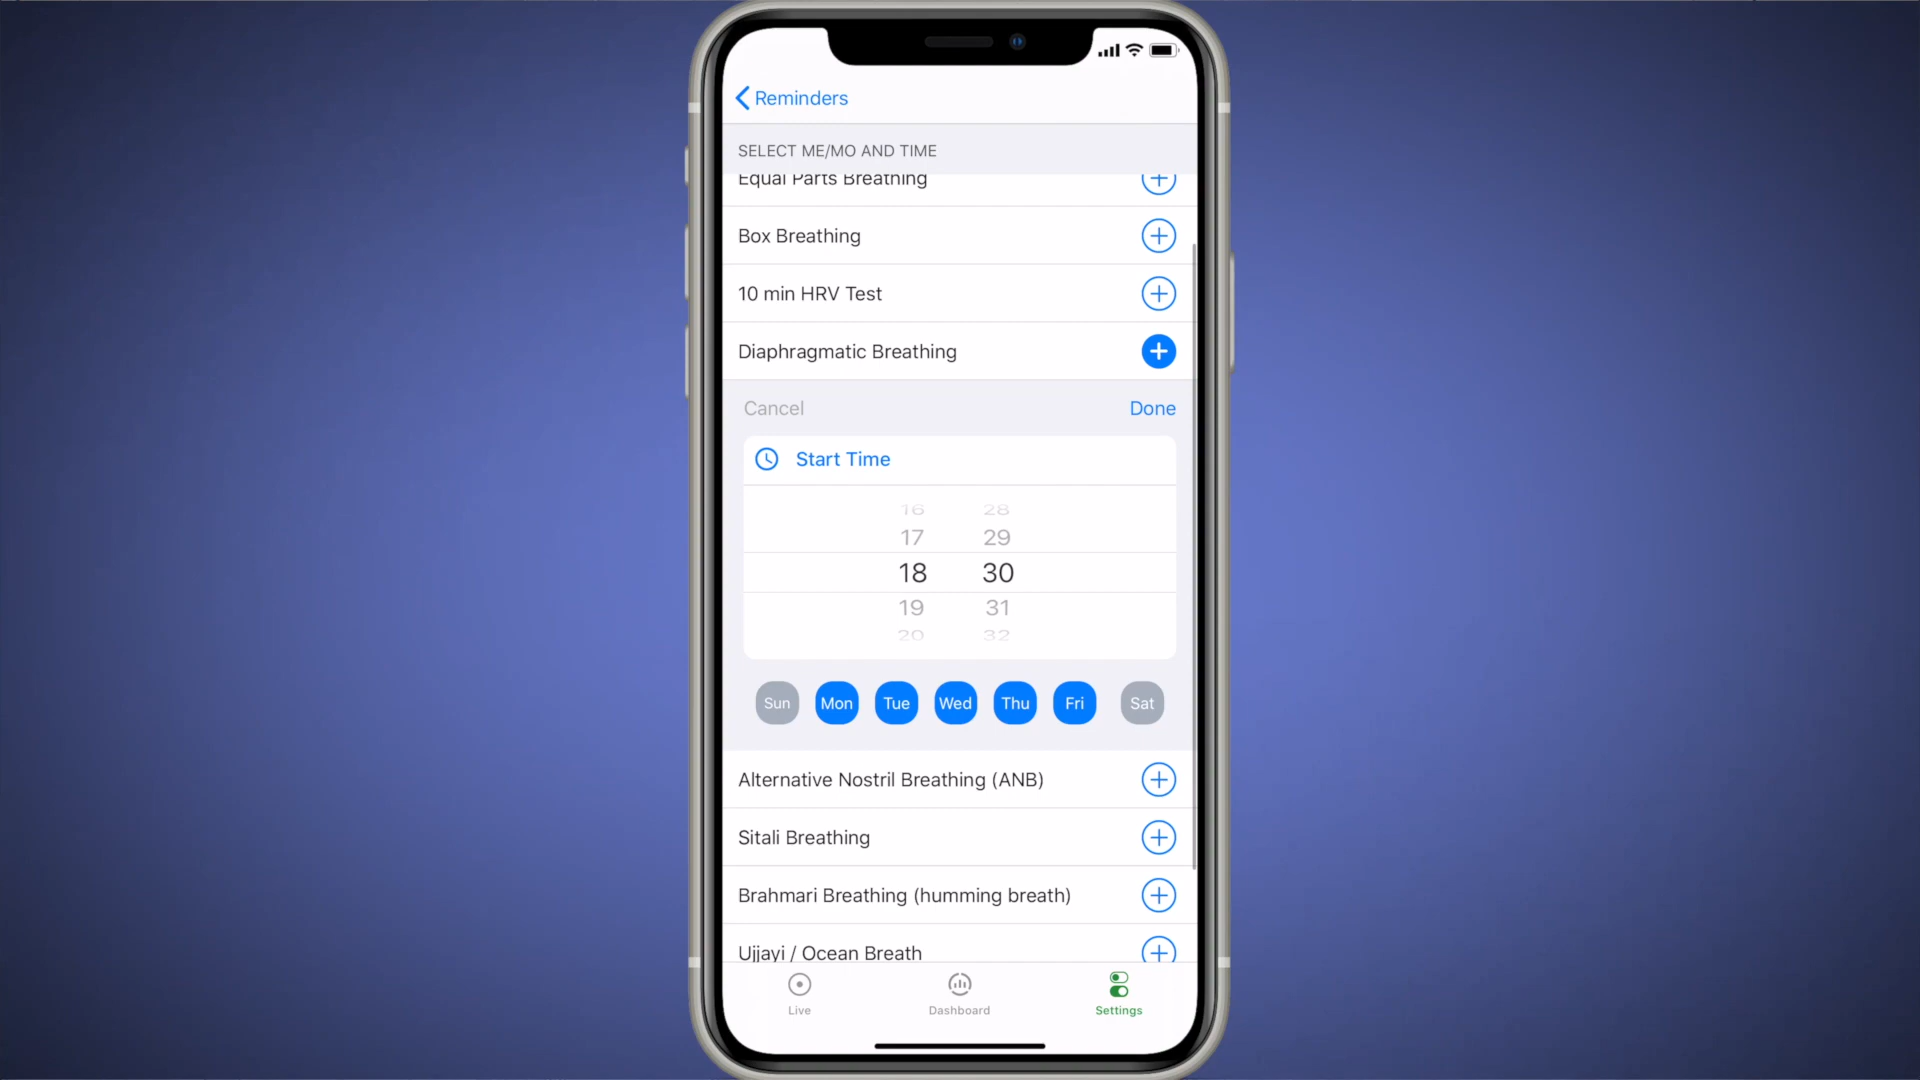 Reminders
SELECT ME/MO AND TIME
Equal Parts Breathing
Box Breathing
10 min HRV Test
Diaphragmatic Breathing
Cancel Done
Start Time
16 28
17 29
18 30
19 31
20 32
Sun Mon Tue Wed Thu Fri Sat
Alternative Nostril Breathing (ANB)
Sitali Breathing
Brahmari Breathing (humming breath)
Ujjayi / Ocean Breath
Live Dashboard Settings